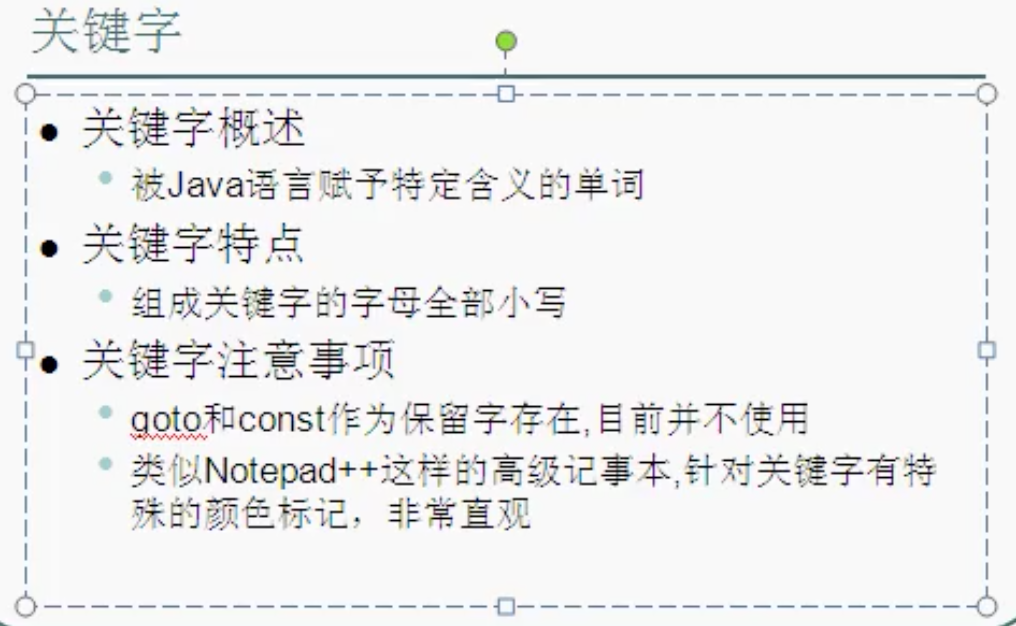 关键字
关键字概述
被Java语言赋予特定含义的单词
关键字特点
组成关键字的字母全部小写
关键字注意事项
goto和const作为保留字存在,目前并不使用
类似Notepad++这样的高级记事本,针对关键字有特
殊的颜色标记，非常直观